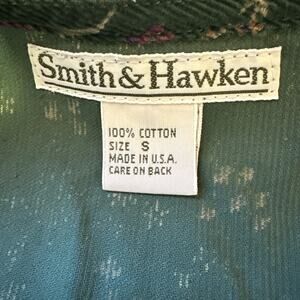 Smith & Hawken
100% COTTON
SIZE S
MADE IN U.S.A.
CARE ON BACK